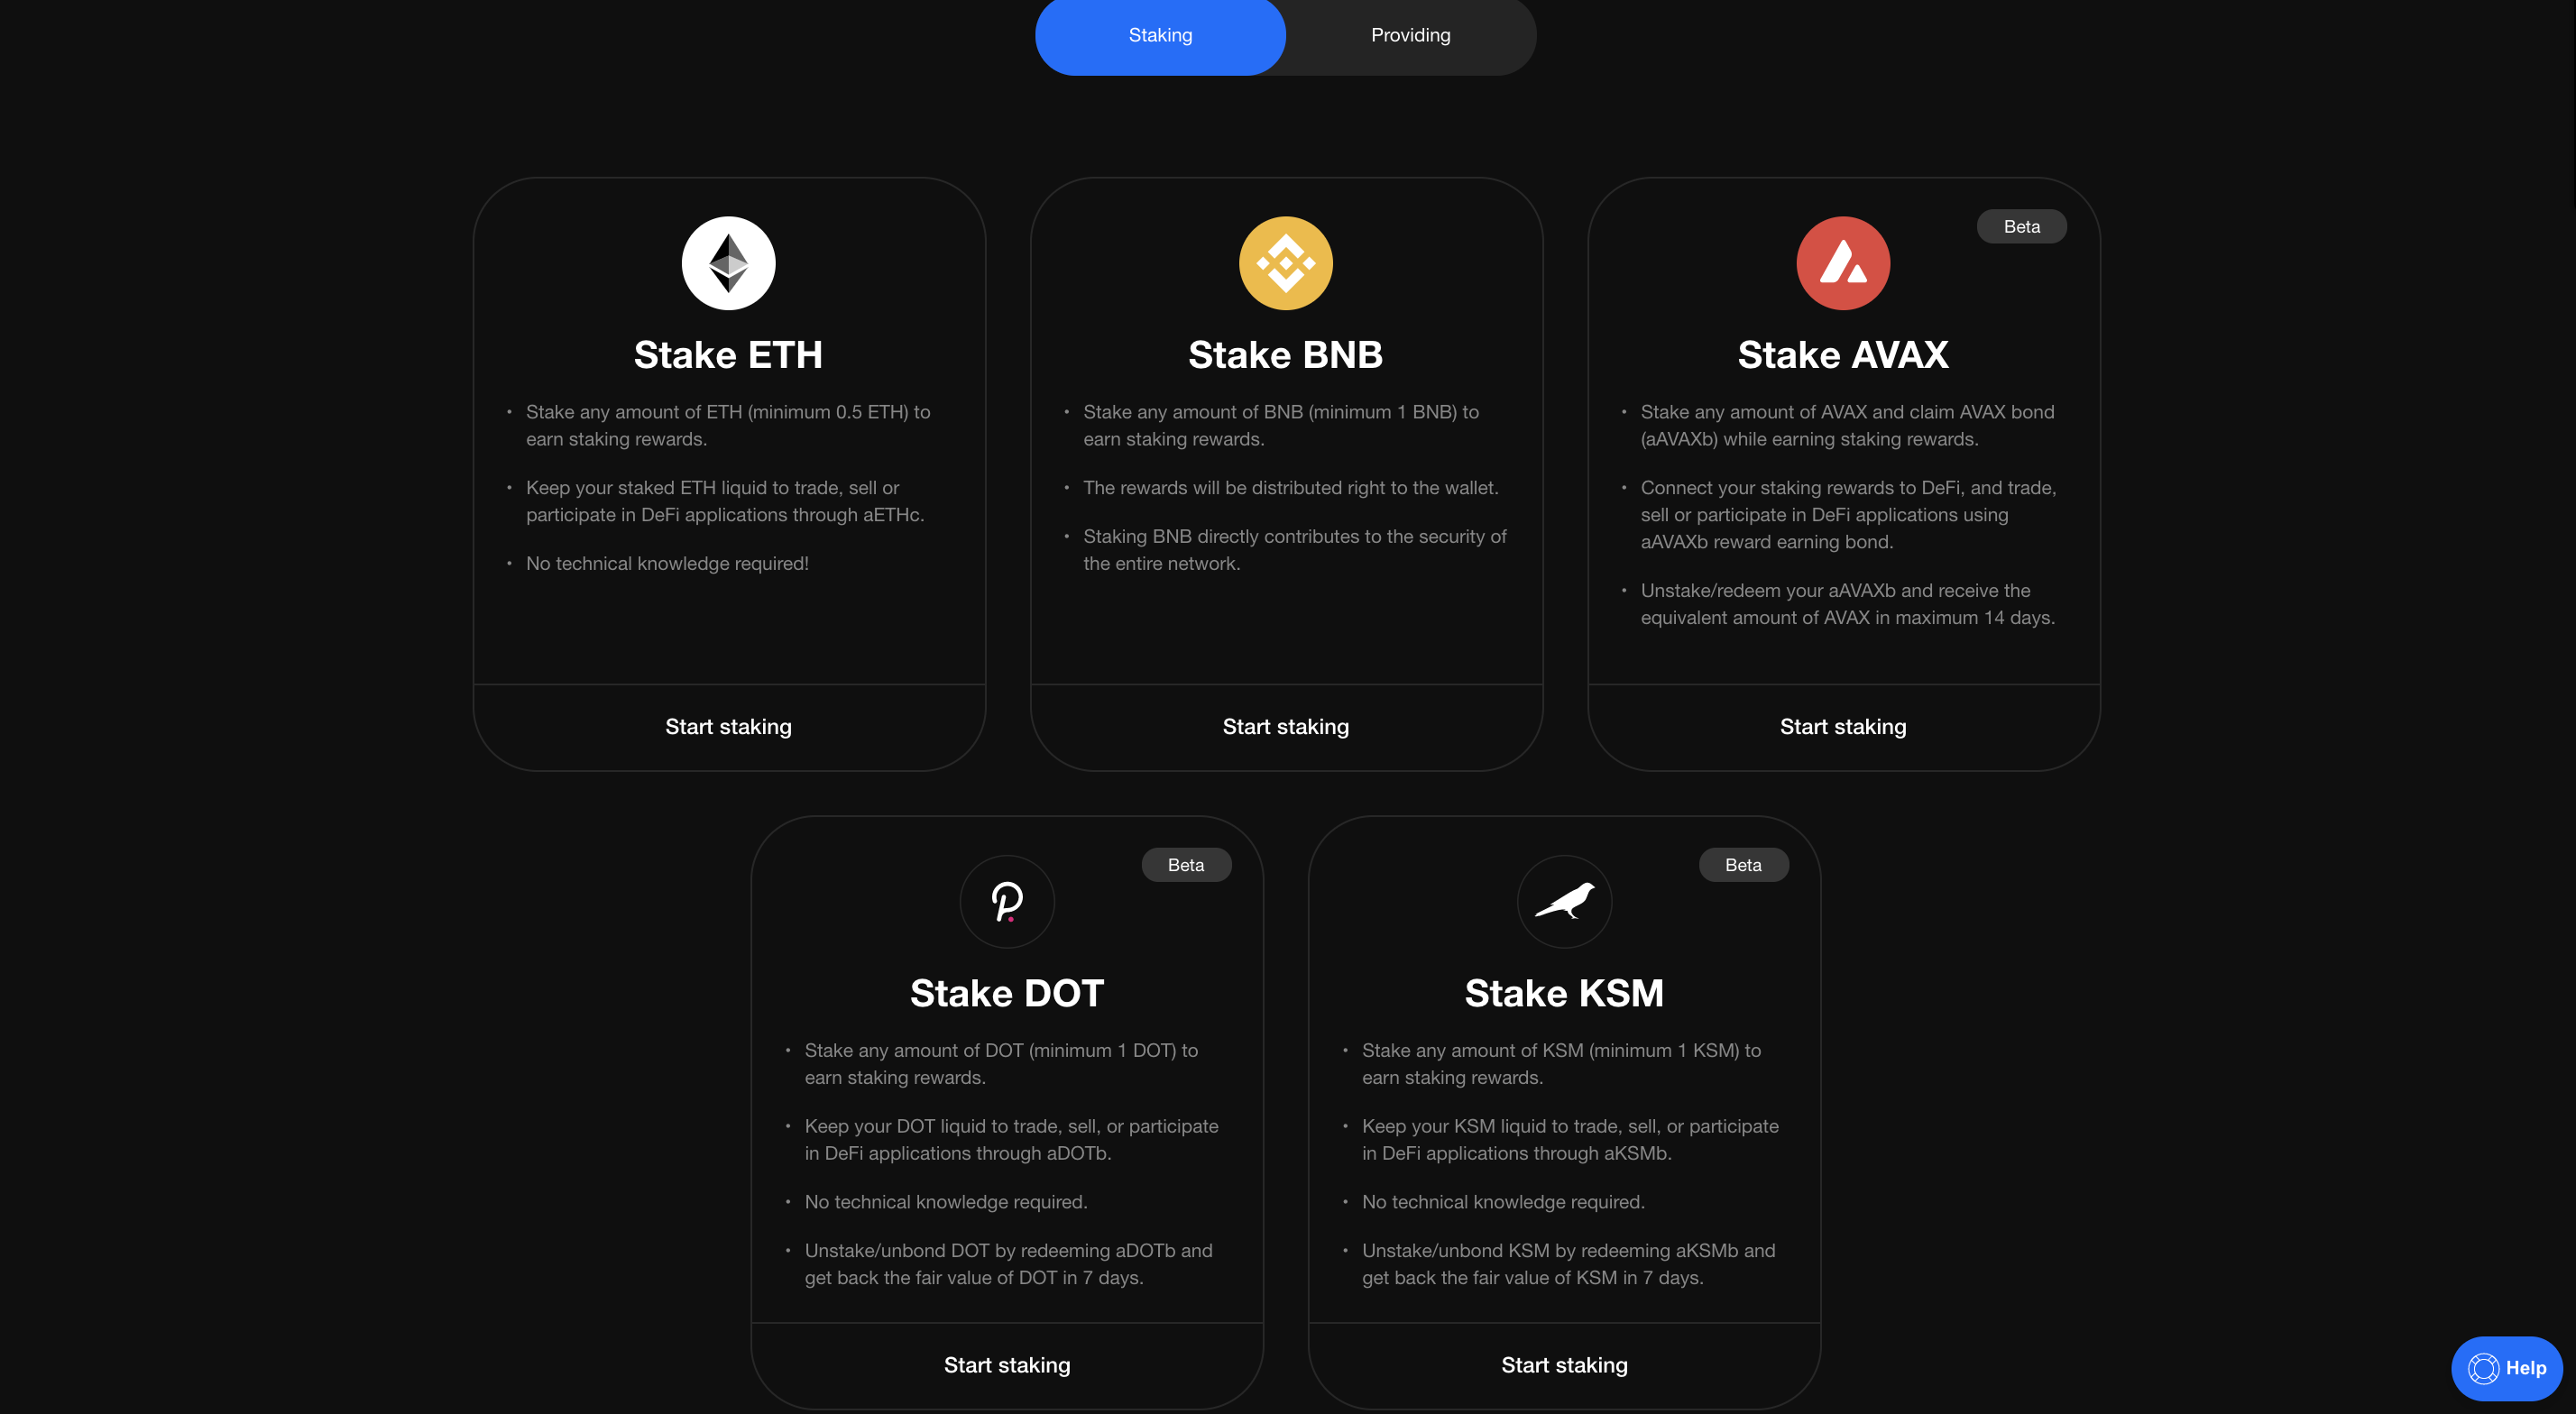 Staking
Providing
Stake ETH
• Stake any amount of ETH (minimum 0.5 ETH) to
earn staking rewards.
• Keep your staked ETH liquid to trade, sell or
participate in DeFi applications through aETHc.
• No technical knowledge required!
Start staking
Stake BNB
• Stake any amount of BNB (minimum 1 BNB) to
earn staking rewards.
• The rewards will be distributed right to the wallet.
• Staking BNB directly contributes to the security of
the entire network.
Start staking
Beta
Stake AVAX
• Stake any amount of AVAX and claim AVAX bond
(aAVAXb) while earning staking rewards.
• Connect your staking rewards to DeFi, and trade,
sell or participate in DeFi applications using
aAVAXb reward earning bond.
• Unstake/redeem your aAVAXb and receive the
equivalent amount of AVAX in maximum 14 days.
Start staking
Beta
Stake DOT
• Stake any amount of DOT (minimum 1 DOT) to
earn staking rewards.
• Keep your DOT liquid to trade, sell, or participate
in DeFi applications through aDOTb.
• No technical knowledge required.
• Unstake/unbond DOT by redeeming aDOTb and
get back the fair value of DOT in 7 days.
Start staking
Beta
Stake KSM
• Stake any amount of KSM (minimum 1 KSM) to
earn staking rewards.
• Keep your KSM liquid to trade, sell, or participate
in DeFi applications through aKSMb.
• No technical knowledge required.
• Unstake/unbond KSM by redeeming aKSMb and
get back the fair value of KSM in 7 days.
Start staking
Help